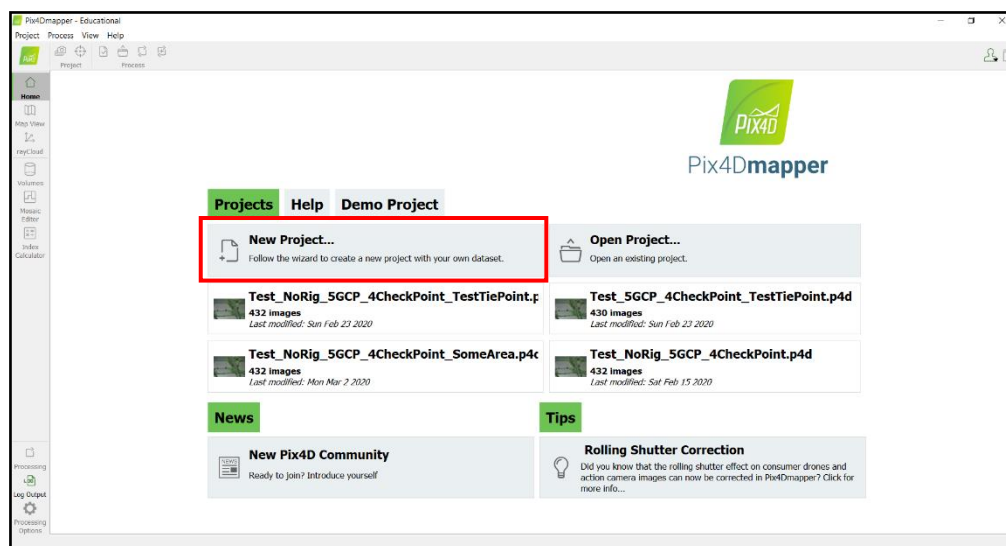 Pix4Dmapper - Educational
Project Process View Help
Project Process
Home
Map View
rayCloud
Volumes
Mosaic
Editor
Index
Calculator
PIX4D
Pix4Dmapper
Projects Help Demo Project
New Project...
Follow the wizard to create a new project with your own dataset.
Open Project...
Open an existing project.
Test_NoRig_5GCP_4CheckPoint_TestTiePoint.p
432 images
Last modified: Sun Feb 23 2020
Test_5GCP_4CheckPoint_TestTiePoint.p4d
430 images
Last modified: Sun Feb 23 2020
Test_NoRig_5GCP_4CheckPoint_SomeArea.p4d
432 images
Last modified: Mon Mar 2 2020
Test_NoRig_5GCP_4CheckPoint.p4d
432 images
Last modified: Sat Feb 15 2020
News
Tips
NEWS
New Pix4D Community
Ready to join? Introduce yourself
Rolling Shutter Correction
Did you know that the rolling shutter effect on consumer drones and
action camera images can now be corrected in Pix4Dmapper? Click for
more info...
Processing
Log Output
Processing
Options